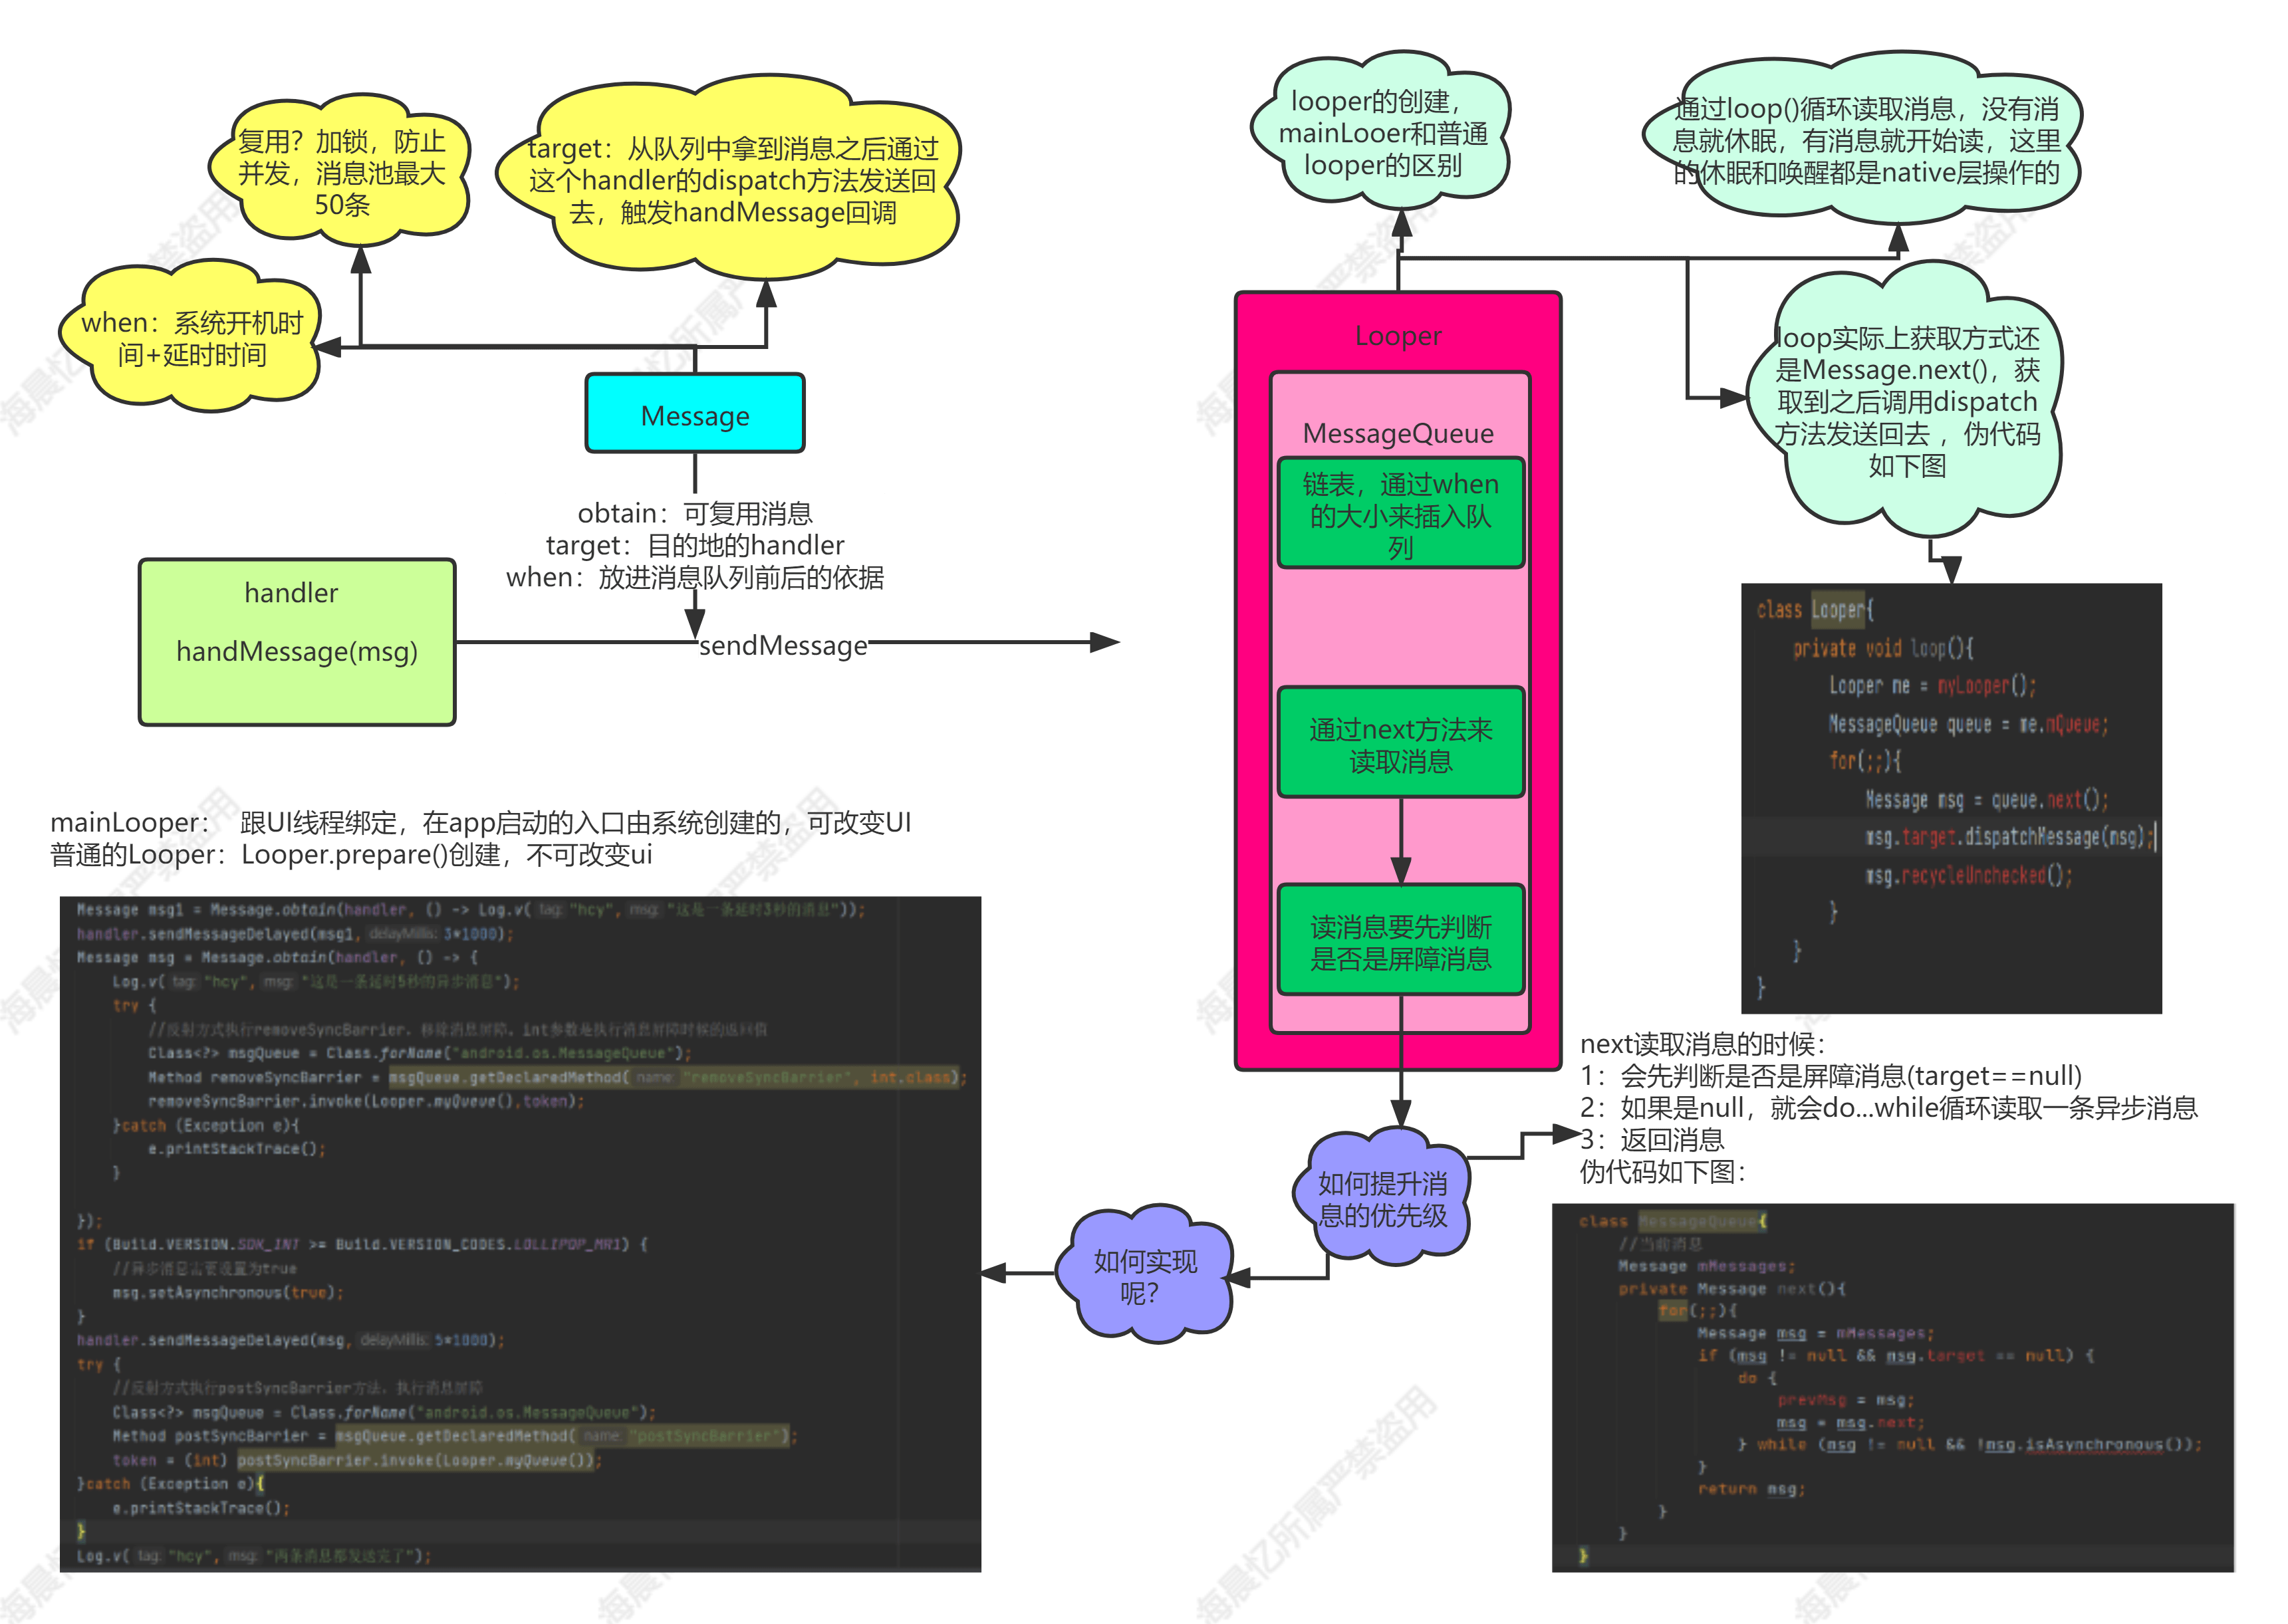 复用？加锁，防止
并发，消息池最大
50条
target：从队列中拿到消息之后通过
这个handler的dispatch方法发送回
去，触发handMessage回调
when：系统开机时
间+延时时间
Message
obtain：可复用消息
target：目的地的handler
when：放进消息队列前后的依据
handler
handMessage(msg)
sendMessage
looper的创建，
mainLooer和普通
looper的区别
通过loop()循环读取消息，没有消
息就休眠，有消息就开始读，这里
的休眠和唤醒都是native层操作的
loop实际上获取方式还
是Message.next()，获
取到之后调用dispatch
方法发送回去 ，伪代码
如下图
Looper
MessageQueue
链表，通过when
的大小来插入队
列
通过next方法来
读取消息
读消息要先判断
是否是屏障消息
class Looper{
private void loop(){
Looper me = myLooper();
MessageQueue queue = me.mQueue;
for(;;){
Message msg = queue.next();
msg.target.dispatchMessage(msg);
msg.recycleUnchecked();
}
}
}
mainLooper： 跟UI线程绑定，在app启动的入口由系统创建的，可改变UI
普通的Looper：Looper.prepare()创建，不可改变ui
Message msg1 = Message.obtain(handler, () -> Log.v( tag: "hcy", msg: "这是一条延时3秒的消息"));
handler.sendMessageDelayed(msg1, delayMillis: 3*1000);
Message msg = Message.obtain(handler, () -> {
Log.v( tag: "hcy", msg: "这是一条延时5秒的异步消息");
try {
//反射方式执行removeSyncBarrier，移除消息屏障，int参数是执行消息屏障时候的返回值
Class<?> msgQueue = Class.forName("android.os.MessageQueue");
Method removeSyncBarrier = msgQueue.getDeclaredMethod( name: "removeSyncBarrier", int.class);
removeSyncBarrier.invoke(Looper.myQueue(),token);
}catch (Exception e){
e.printStackTrace();
}
});
if (Build.VERSION.SDK_INT >= Build.VERSION_CODES.LOLLIPOP_MR1) {
//异步消息需要设置为true
msg.setAsynchronous(true);
}
handler.sendMessageDelayed(msg, delayMillis: 5*1000);
try {
//反射方式执行postSyncBarrier方法，执行消息屏障
Class<?> msgQueue = Class.forName("android.os.MessageQueue");
Method postSyncBarrier = msgQueue.getDeclaredMethod( name: "postSyncBarrier");
token = (int) postSyncBarrier.invoke(Looper.myQueue());
}catch (Exception e){
e.printStackTrace();
}
Log.v( tag: "hcy", msg: "两条消息都发送完了");
如何提升消
息的优先级
如何实现
呢？
next读取消息的时候：
1：会先判断是否是屏障消息(target==null)
2：如果是null，就会do...while循环读取一条异步消息
3：返回消息
伪代码如下图：
class MessageQueue{
//当前消息
Message mMessages;
private Message next(){
for(;;){
Message msg = mMessages;
if (msg != null && msg.target == null) {
do {
prevMsg = msg;
msg = msg.next;
} while (msg != null && !msg.isAsynchronous());
}
return msg;
}
}
}
海晨忆所属严禁盗用